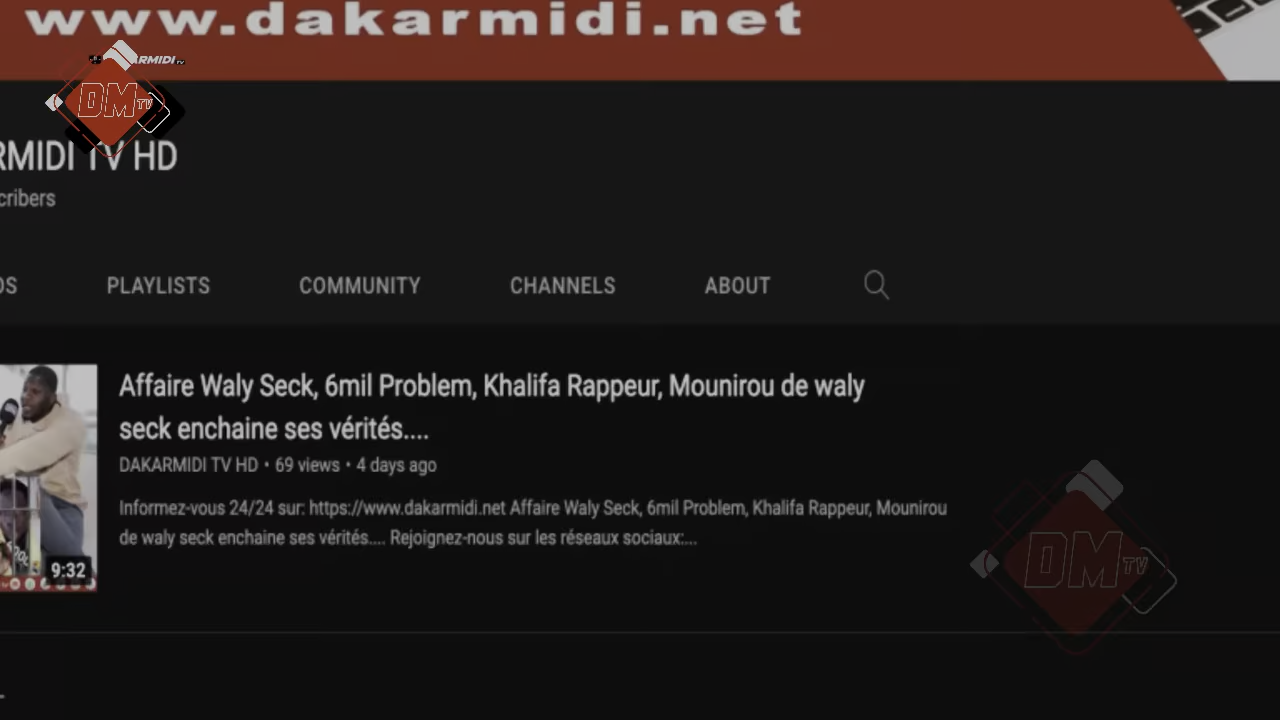 www.dakarmidi.net
ARMIDI TV
DM TV
RMIDI TV HD
cribers
OS
PLAYLISTS
COMMUNITY
CHANNELS
ABOUT
Affaire Waly Seck, 6mil Problem, Khalifa Rappeur, Mounirou de waly
seck enchaine ses vérités....
DAKARMIDI TV HD • 69 views • 4 days ago
Informez-vous 24/24 sur: https://www.dakarmidi.net Affaire Waly Seck, 6mil Problem, Khalifa Rappeur, Mounirou
de waly seck enchaine ses vérités.... Rejoignez-nous sur les réseaux sociaux:...
9:32
DM TV